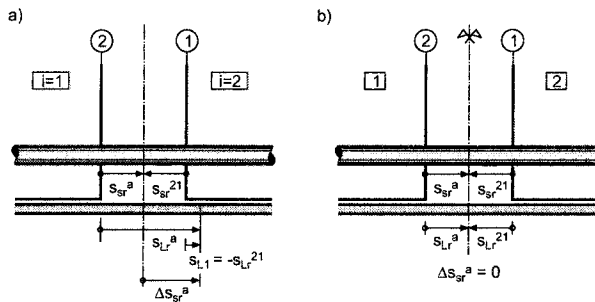 a)
b)
2 1
2 1
i=1 i=2
1 2
s_sr^a s_sr^21
s_sr^a s_sr^21
s_Lr^a
s_Lr^a s_Lr^21
s_L1 = -s_Lr^21
Δs_sr^a
Δs_sr^a = 0